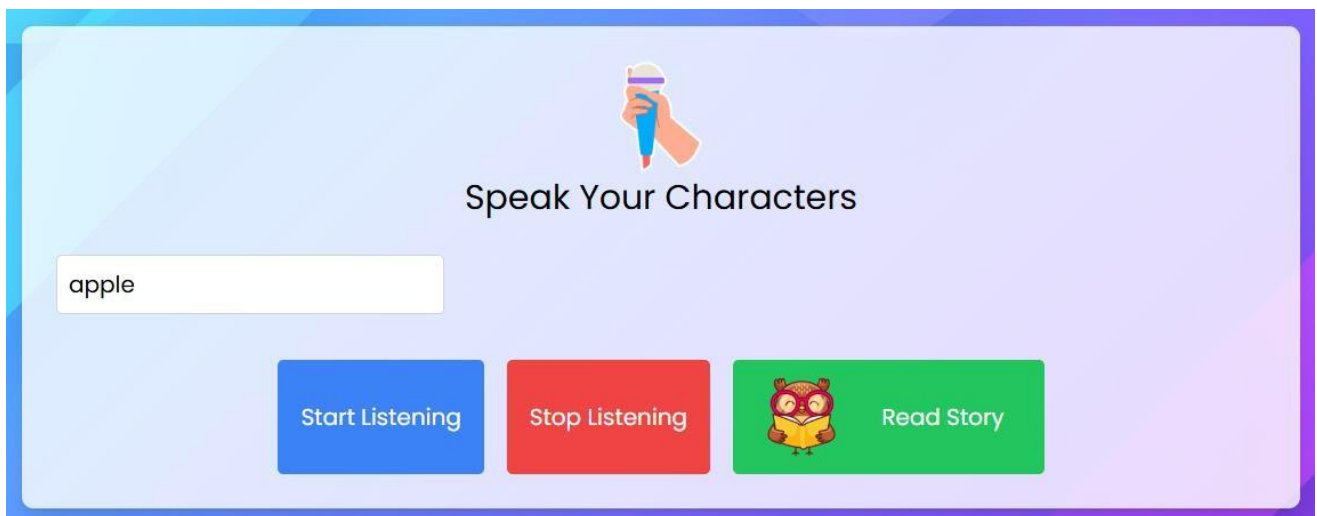 Speak Your Characters
apple
Start Listening Stop Listening Read Story